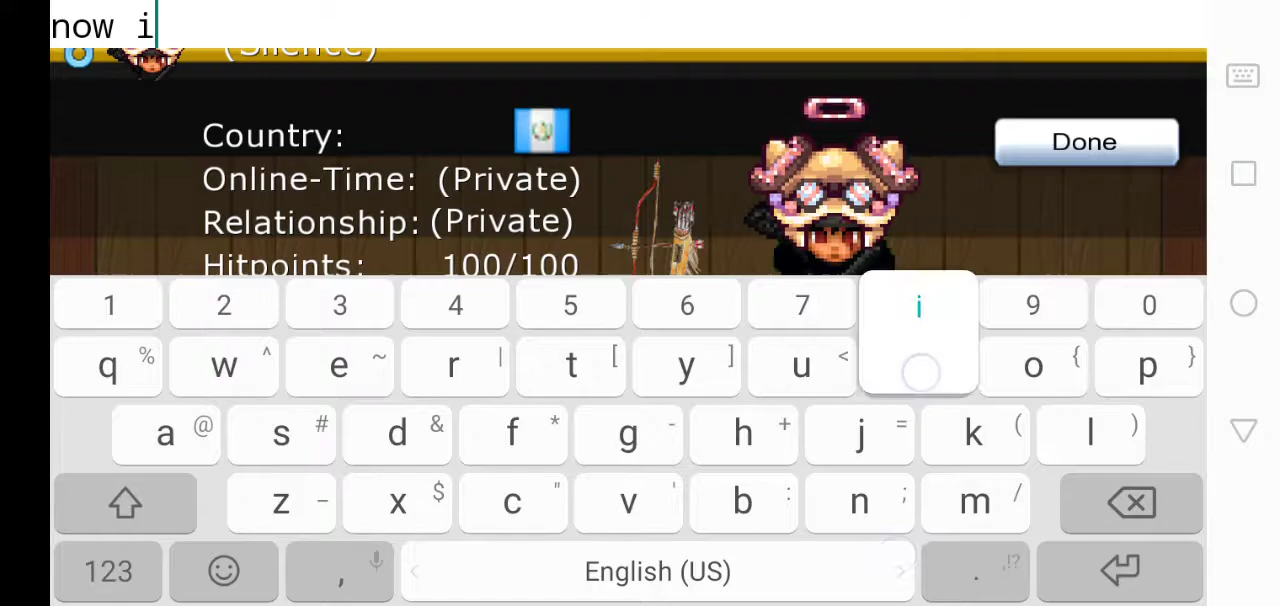 now i
(Silence)
Country:
Done
Online-Time: (Private)
Relationship: (Private)
Hitpoints: 100/100
1 2 3 4 5 6 7 i 9 0
q % w ^ e ~ r | t [ y ] u < o { p }
a @ s # d & f * g - h + j = k ( l )
z _ x $ c " v ' b : n ; m /
123 , < English (US) > . ,!?